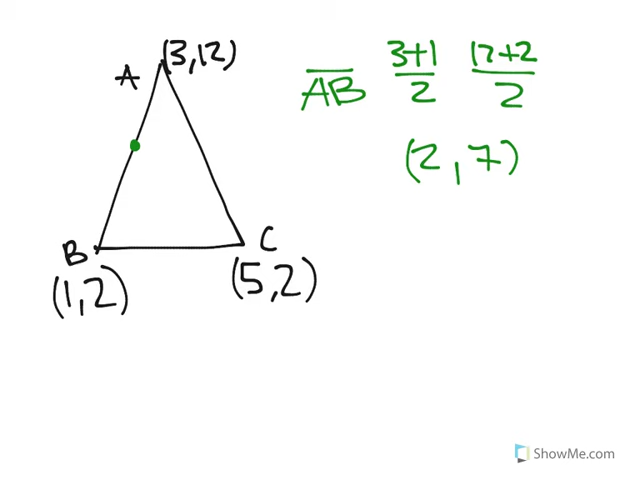 A (3,12)
B
(1,2)
C
(5,2)
AB 3+1/2 12+2/2
(2,7)
ShowMe.com